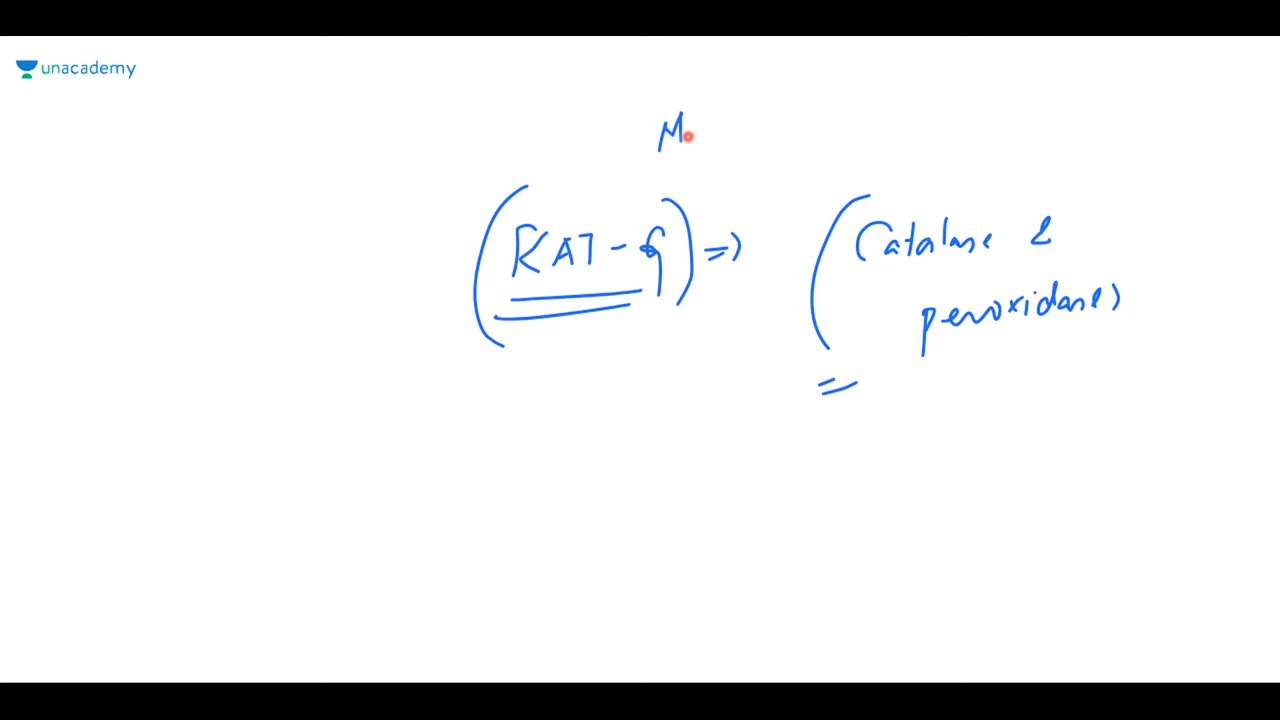 unacademy
M
(KAT-G) => (Catalase &
peroxidase)